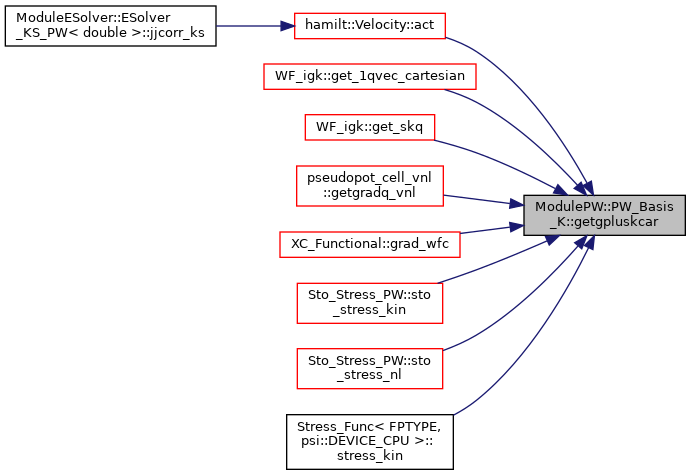 ModuleESolver::ESolver
_KS_PW< double >::jjcorr_ks
hamilt::Velocity::act
WF_igk::get_1qvec_cartesian
WF_igk::get_skq
pseudopot_cell_vnl
::getgradq_vnl
XC_Functional::grad_wfc
Sto_Stress_PW::sto
_stress_kin
Sto_Stress_PW::sto
_stress_nl
Stress_Func< FPTYPE,
psi::DEVICE_CPU >::
stress_kin
ModulePW::PW_Basis
_K::getgpluskcar